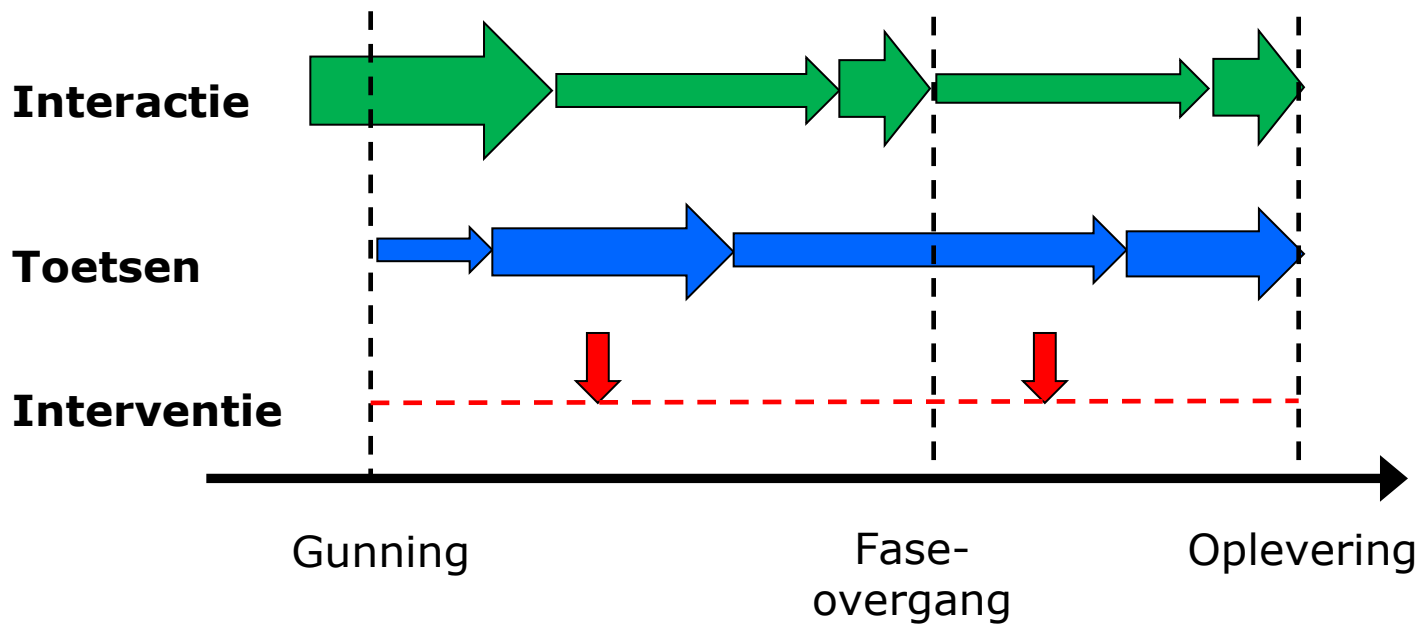 Interactie
Toetsen
Interventie
Gunning
Fase-
overgang
Oplevering